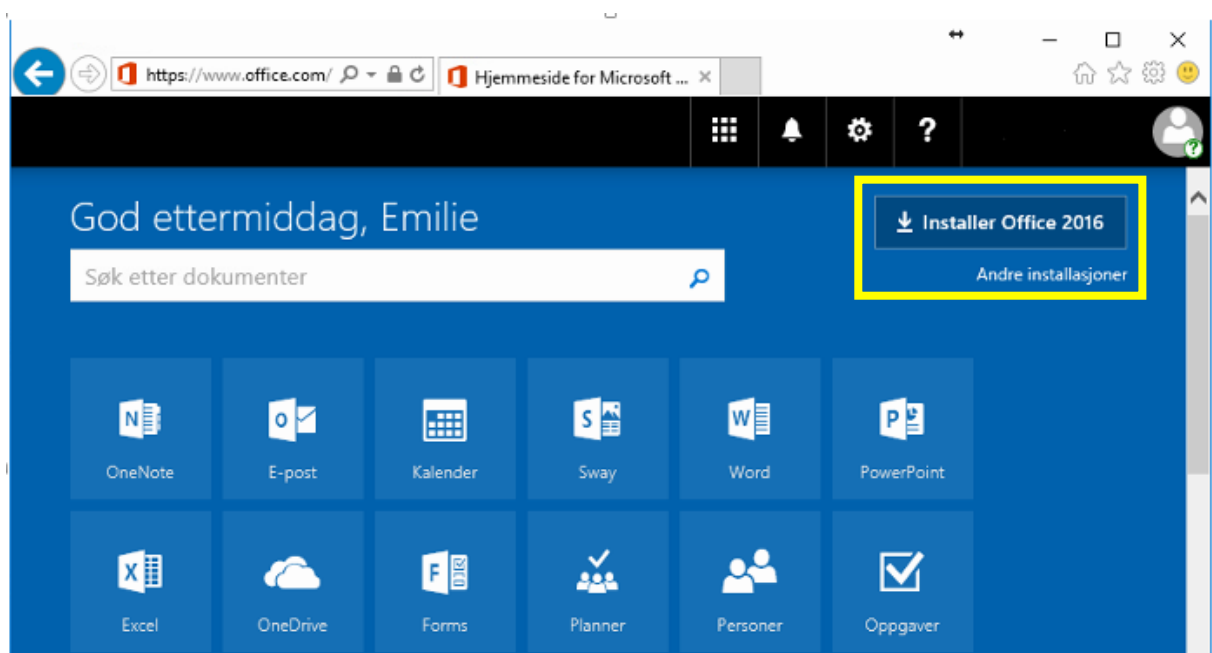 https://www.office.com/
Hjemmeside for Microsoft ...
?
?
God ettermiddag, Emilie
Installer Office 2016
Søk etter dokumenter
Andre installasjoner
N
OneNote
o
E-post
Kalender
S
Sway
W
Word
P
PowerPoint
X
Excel
OneDrive
F
Forms
Planner
Personer
Oppgaver